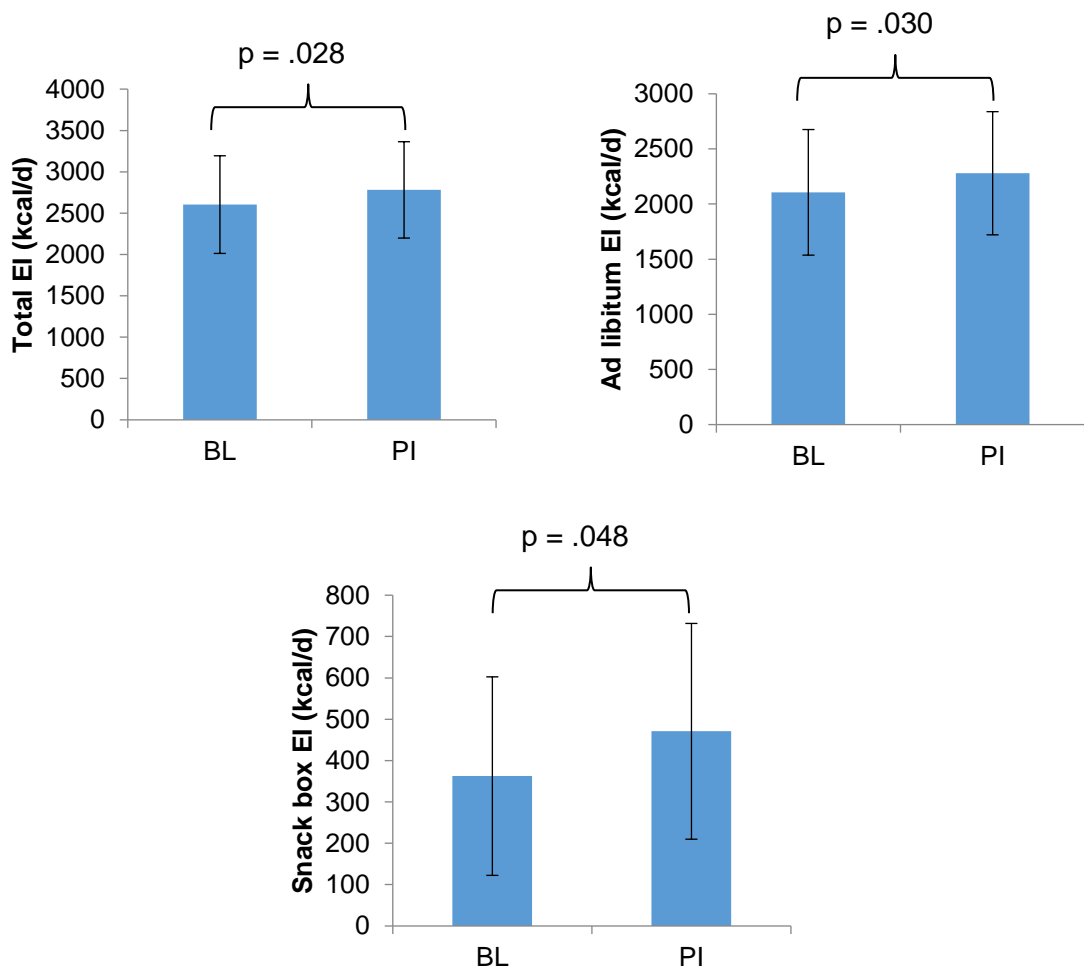 p = .028
4000
3500
3000
2500
2000
1500
1000
500
0
Total EI (kcal/d)
BL PI
p = .030
3000
2500
2000
1500
1000
500
0
Ad libitum EI (kcal/d)
BL PI
p = .048
800
700
600
500
400
300
200
100
0
Snack box EI (kcal/d)
BL PI